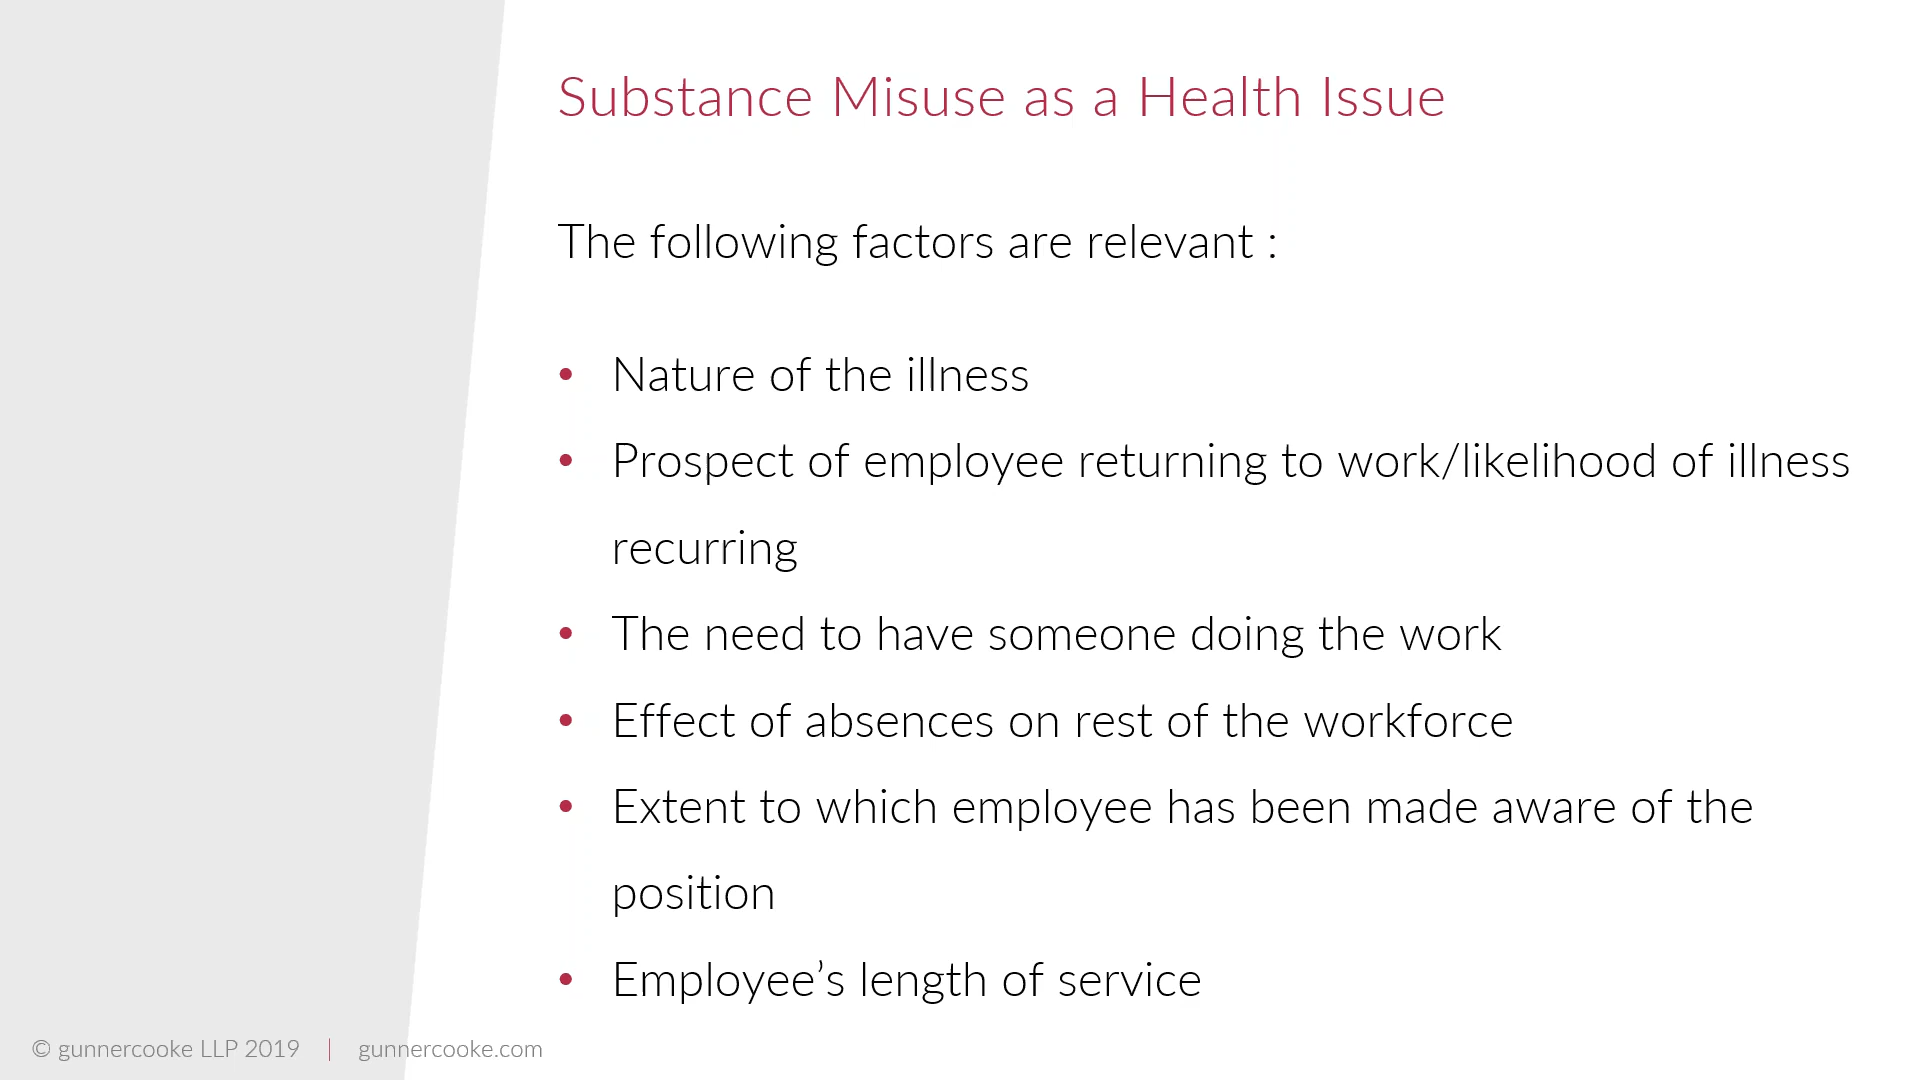 Substance Misuse as a Health Issue
The following factors are relevant :
• Nature of the illness
• Prospect of employee returning to work/likelihood of illness
recurring
• The need to have someone doing the work
• Effect of absences on rest of the workforce
• Extent to which employee has been made aware of the
position
• Employee’s length of service
© gunnercooke LLP 2019 | gunnercooke.com